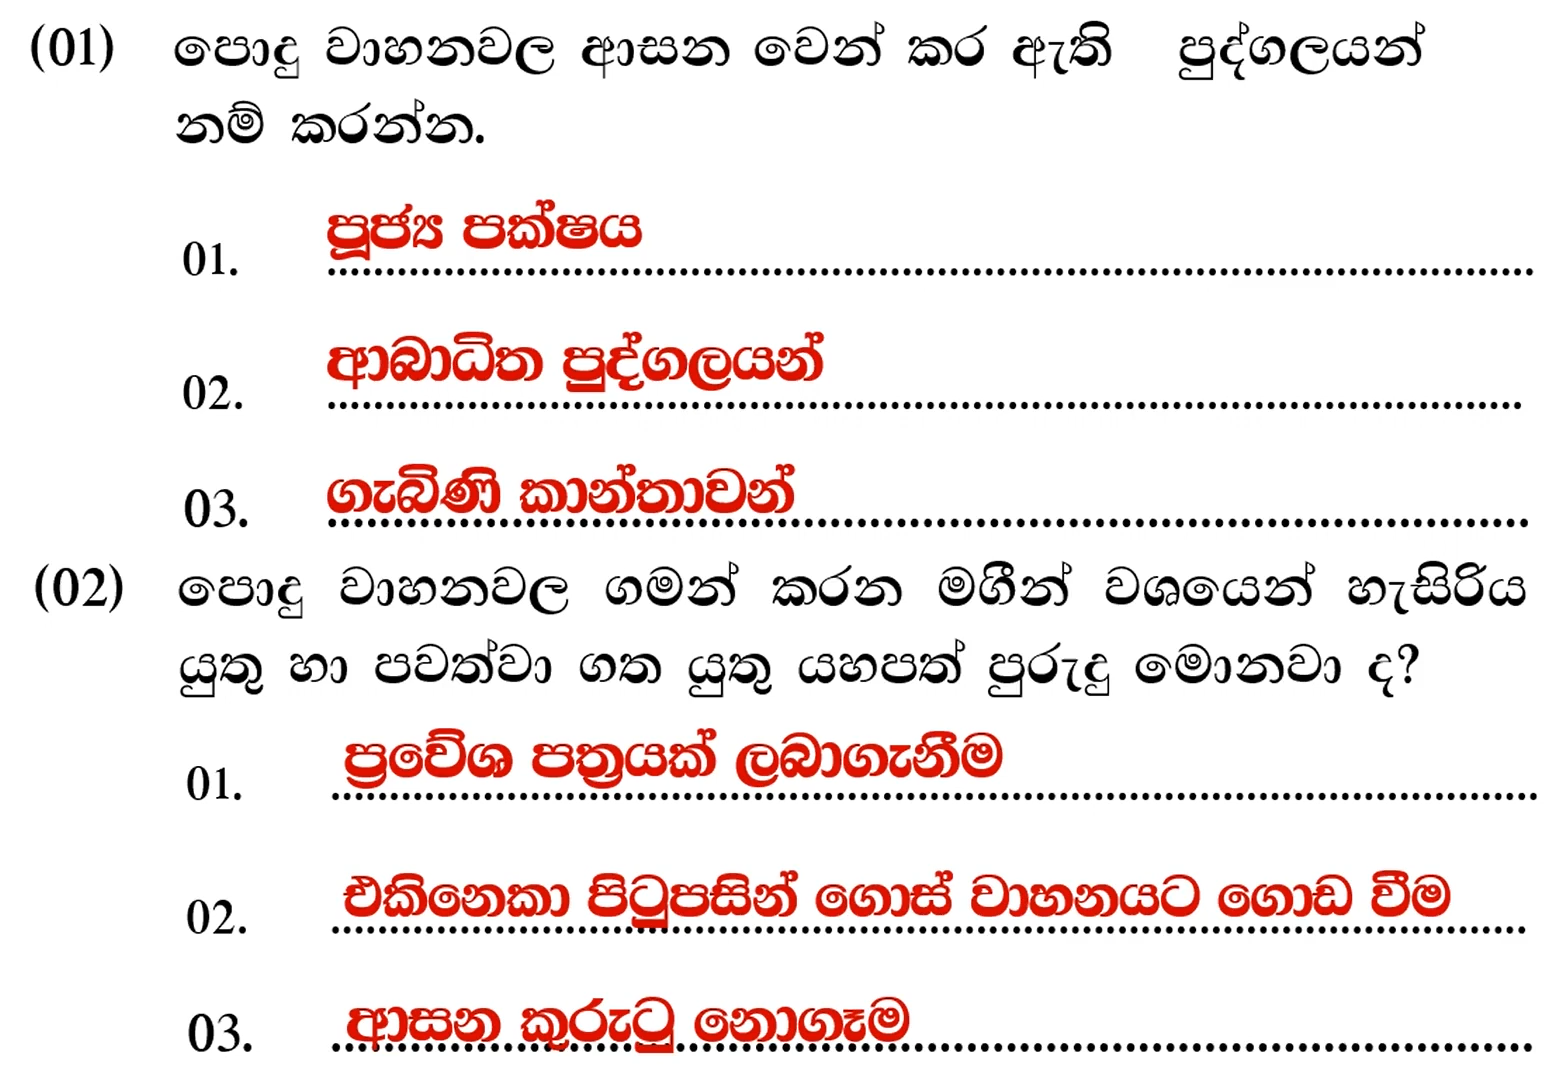 (01) පොදු වාහනවල ආසන වෙන් කර ඇති පුද්ගලයන්
නම් කරන්න.
01. පූජ්‍ය පක්ෂය
02. ආබාධිත පුද්ගලයන්
03. ගැබිණි කාන්තාවන්
(02) පොදු වාහනවල ගමන් කරන මගීන් වශයෙන් හැසිරිය
යුතු හා පවත්වා ගත යුතු යහපත් පුරුදු මොනවා ද?
01. ප්‍රවේශ පත්‍රයක් ලබාගැනීම
02. එකිනෙකා පිටුපසින් ගොස් වාහනයට ගොඩ වීම
03. ආසන කුරුටු නොගෑම